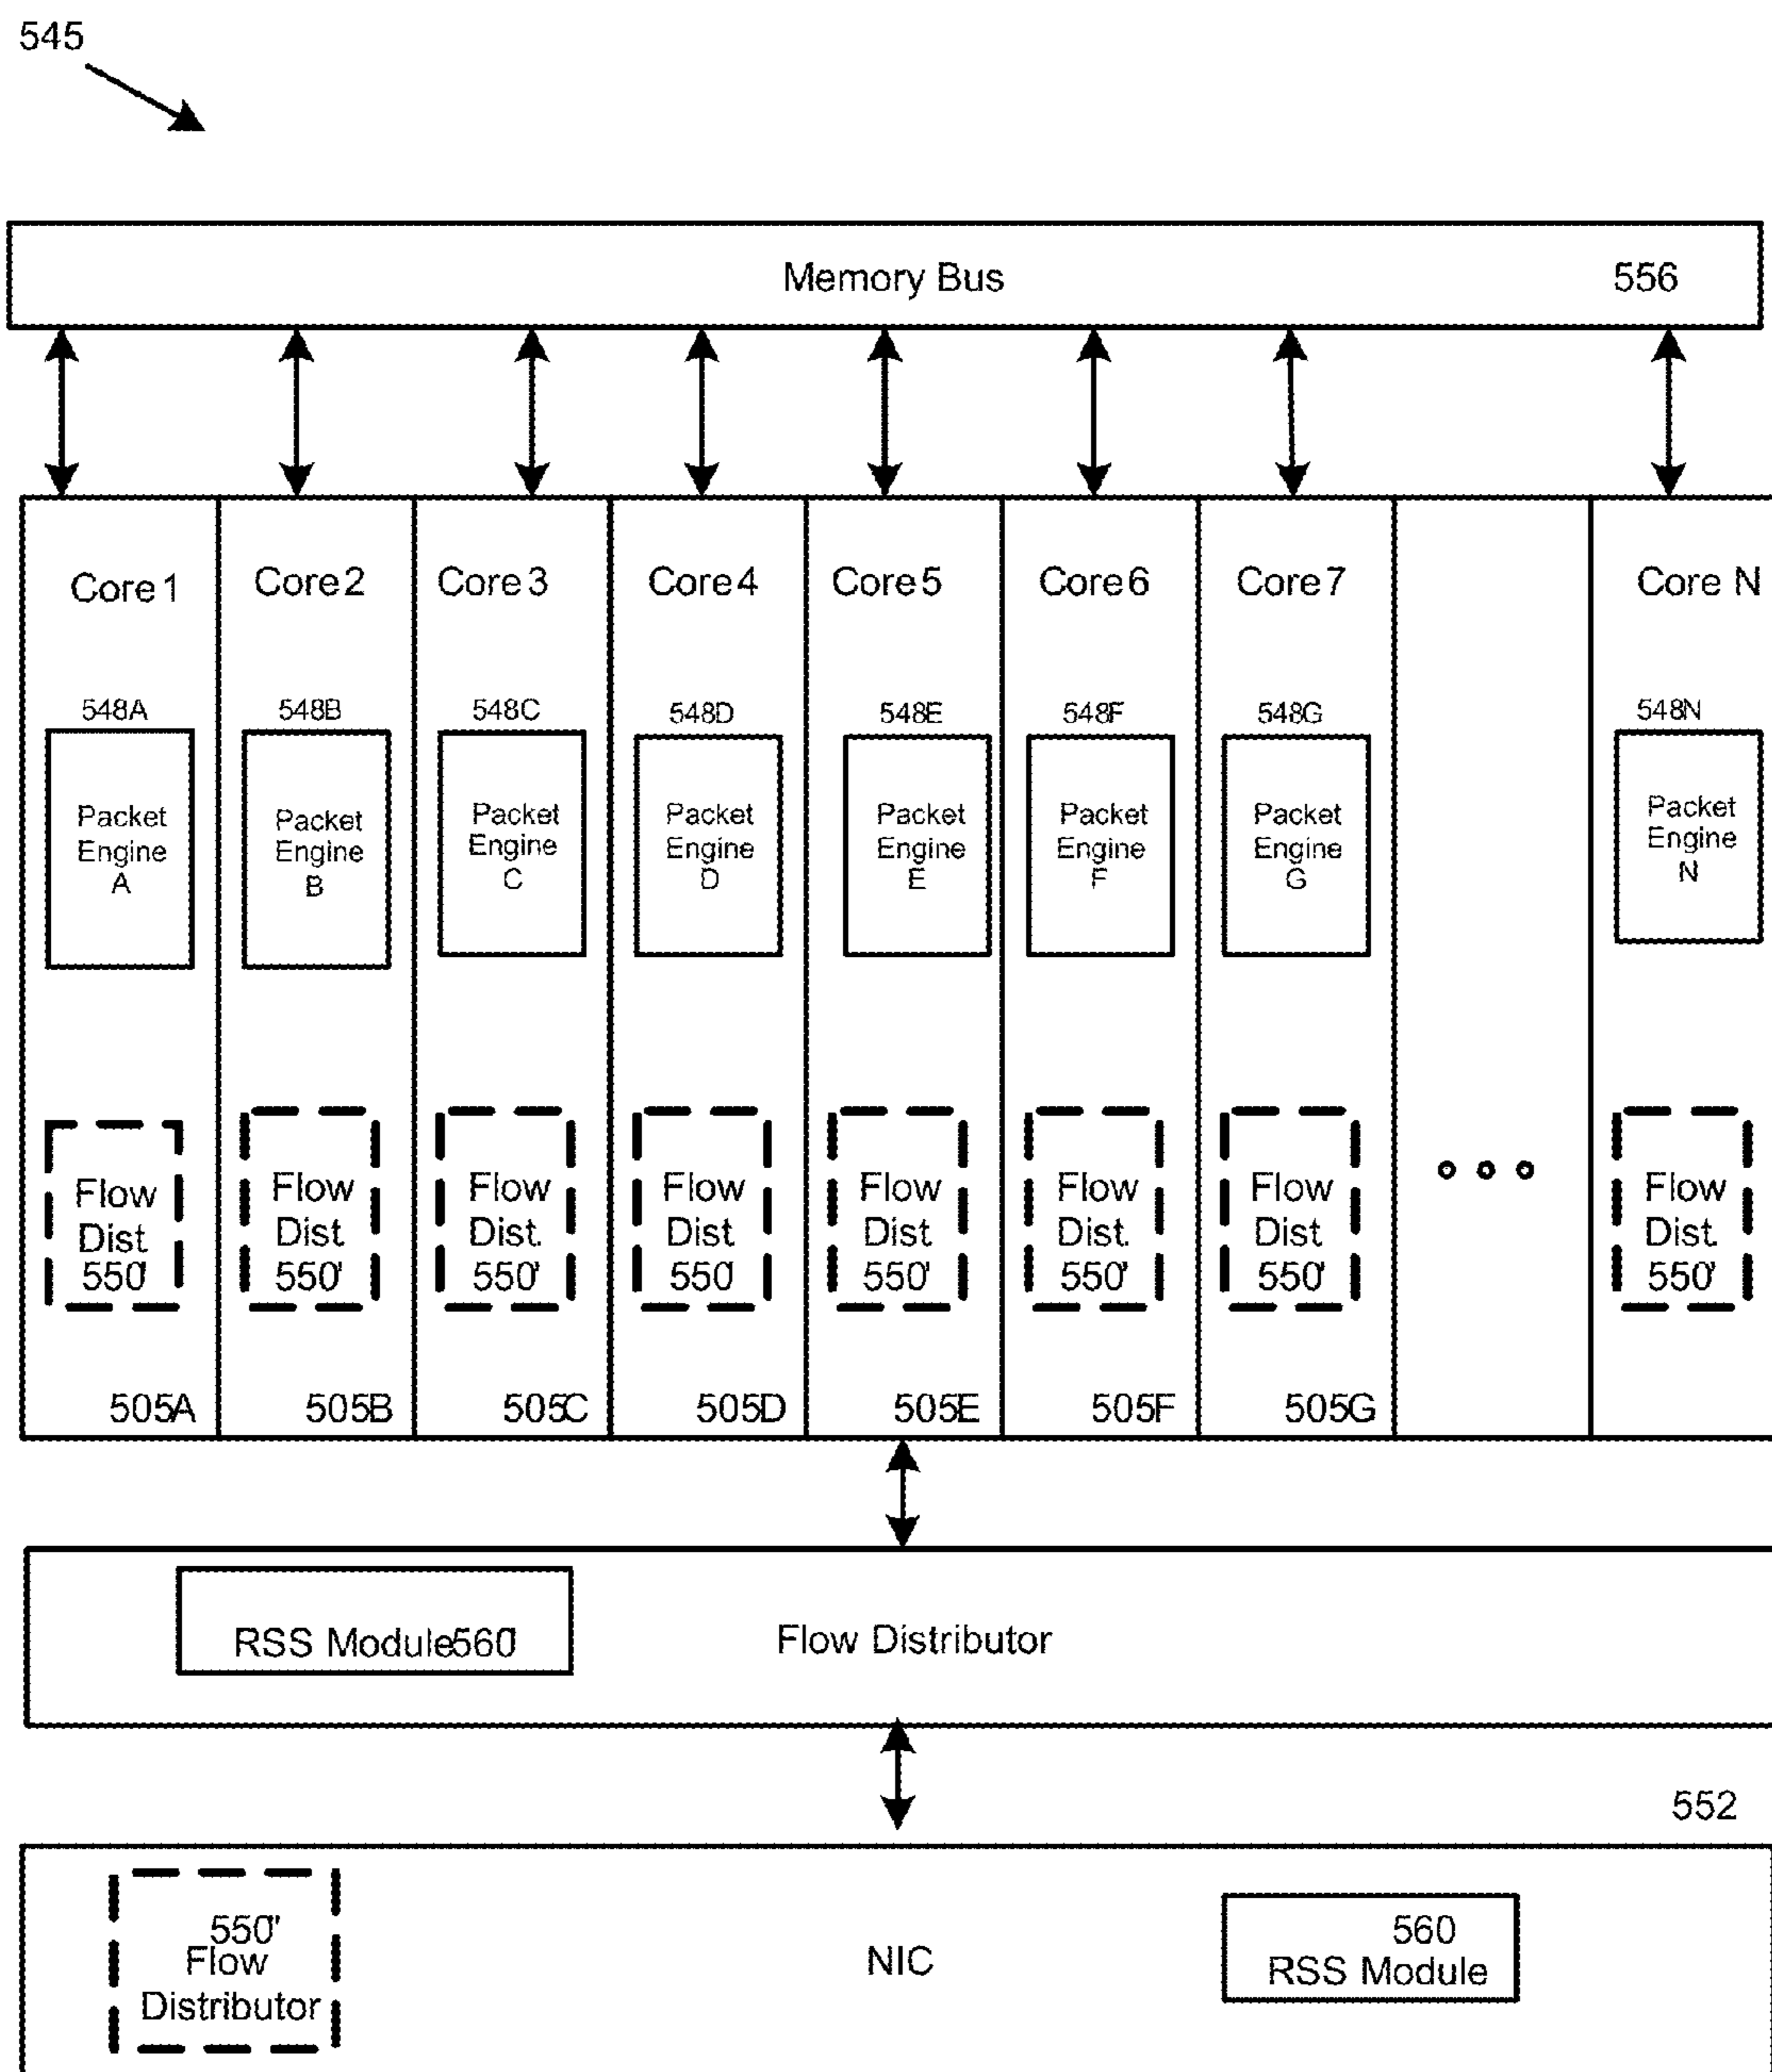 545
Memory Bus 556
Core 1 Core 2 Core 3 Core 4 Core 5 Core 6 Core 7 Core N
548A 548B 548C 548D 548E 548F 548G 548N
Packet Engine A
Packet Engine B
Packet Engine C
Packet Engine D
Packet Engine E
Packet Engine F
Packet Engine G
Packet Engine N
Flow Dist. 550'
Flow Dist. 550'
Flow Dist. 550'
Flow Dist. 550'
Flow Dist. 550'
Flow Dist. 550'
Flow Dist. 550'
Flow Dist. 550'
505A 505B 505C 505D 505E 505F 505G
RSS Module 560'
Flow Distributor
552
550"
Flow
Distributor
NIC
560
RSS Module